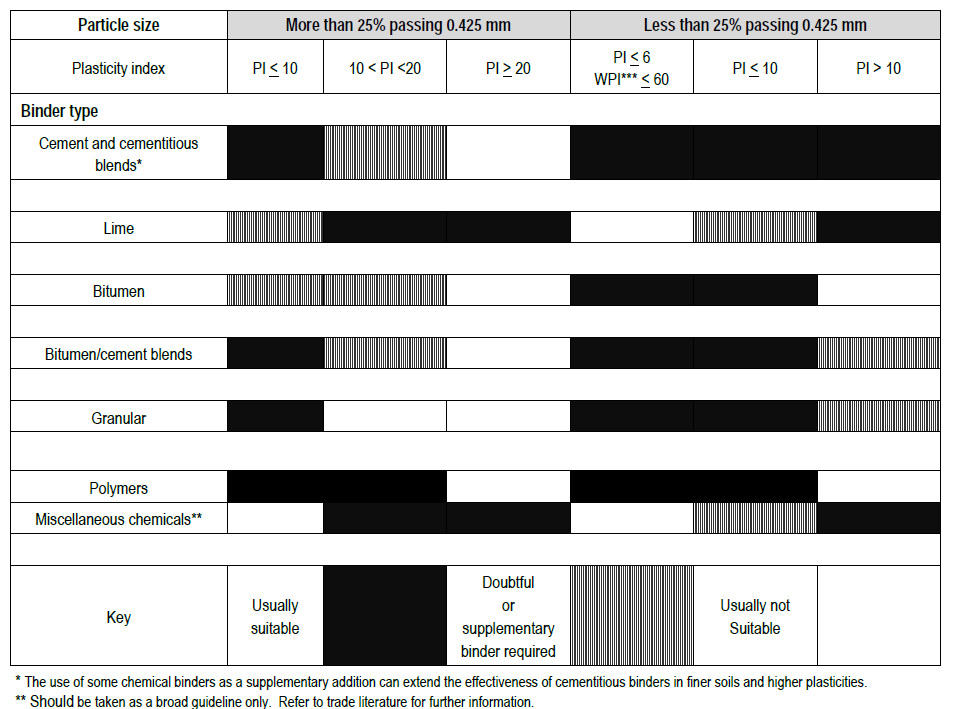 Particle size More than 25% passing 0.425 mm Less than 25% passing 0.425 mm
Plasticity index PI ≤ 10 10 < PI <20 PI ≥ 20 PI ≤ 6 PI ≤ 10 PI > 10
WPI*** ≤ 60
Binder type
Cement and cementitious
blends*
Lime
Bitumen
Bitumen/cement blends
Granular
Polymers
Miscellaneous chemicals**
Key Usually
suitable
Doubtful
or
supplementary
binder required
Usually not
Suitable
* The use of some chemical binders as a supplementary addition can extend the effectiveness of cementitious binders in finer soils and higher plasticities.
** Should be taken as a broad guideline only. Refer to trade literature for further information.